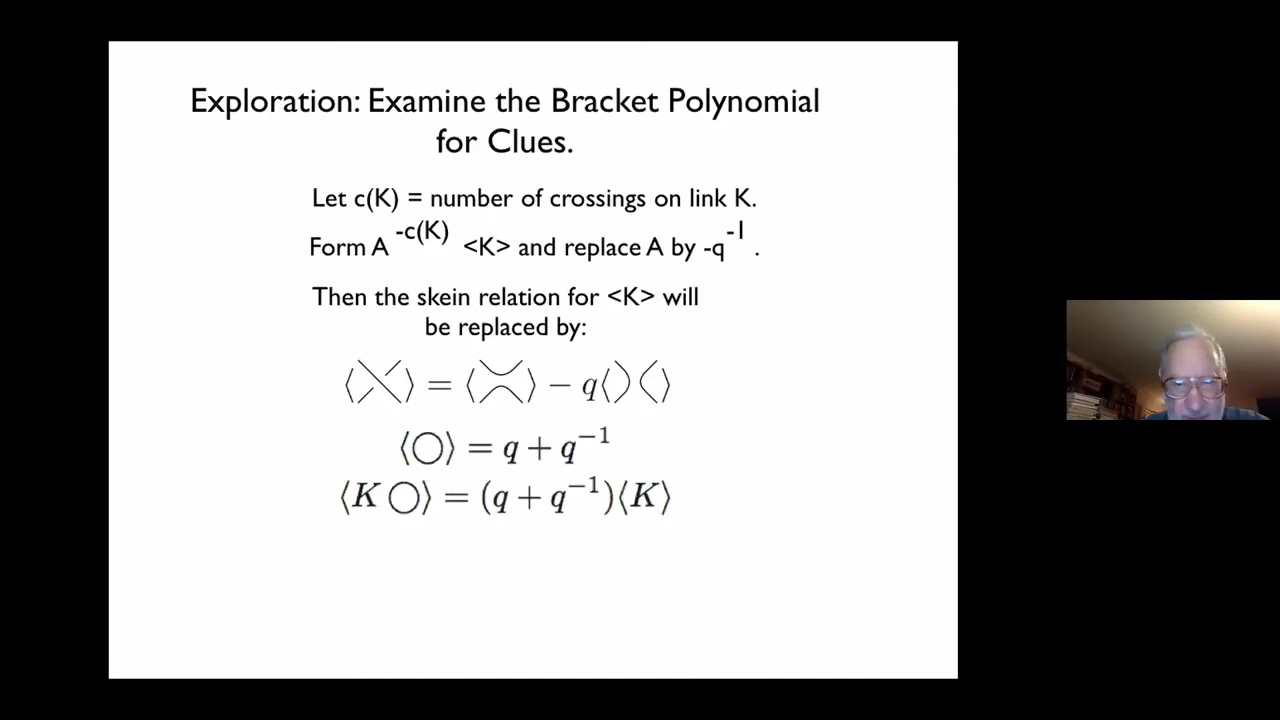 Exploration: Examine the Bracket Polynomial
for Clues.
Let c(K) = number of crossings on link K.
Form A^{-c(K)} <K> and replace A by -q^{-1} .
Then the skein relation for <K> will
be replaced by:
⟨⤫⟩ = ⟨≍⟩ − q⟨)(⟩
⟨◯⟩ = q + q^{−1}
⟨K ◯⟩ = (q + q^{−1})⟨K⟩